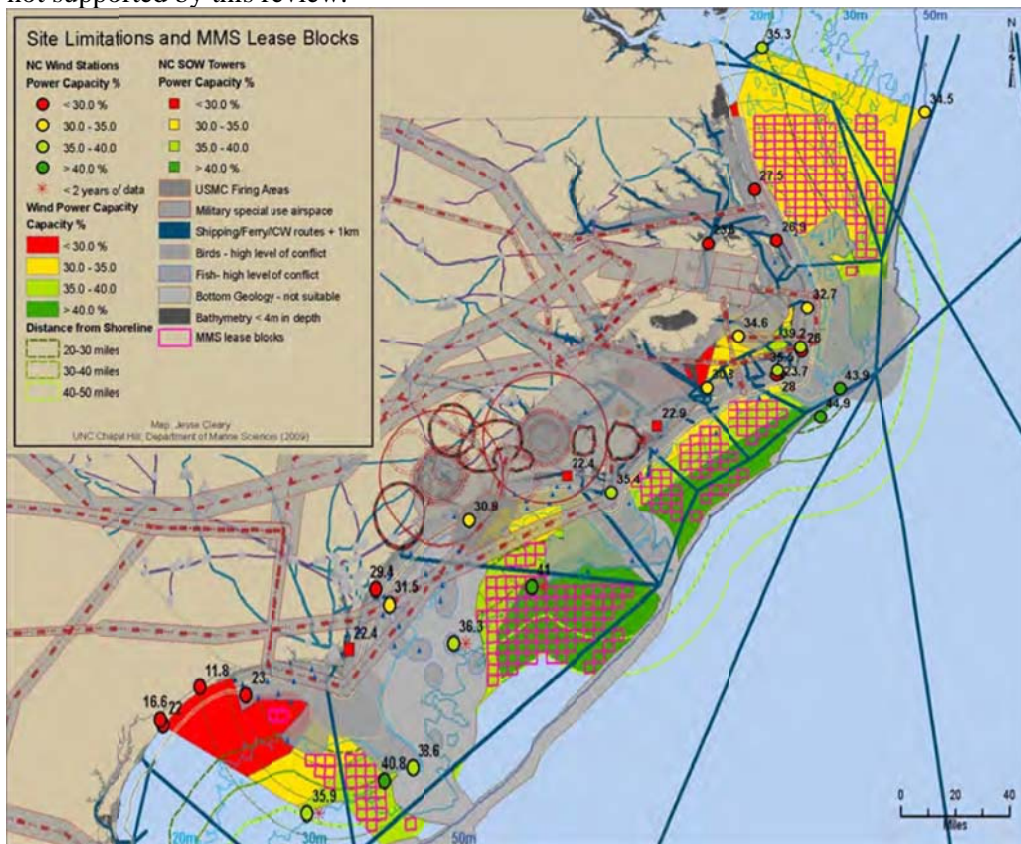 not supported by this review.
Site Limitations and MMS Lease Blocks
NC Wind Stations
Power Capacity %
< 30.0 %
30.0 - 35.0
35.0 - 40.0
> 40.0 %
< 2 years of data
Wind Power Capacity
Capacity %
< 30.0 %
30.0 - 35.0
35.0 - 40.0
> 40.0 %
Distance from Shoreline
20-30 miles
30-40 miles
40-50 miles
NC SOW Towers
Power Capacity %
< 30.0 %
30.0 - 35.0
35.0 - 40.0
> 40.0 %
USMC Firing Areas
Military special use airspace
Shipping/Ferry/CW routes + 1km
Birds - high level of conflict
Fish- high level of conflict
Bottom Geology - not suitable
Bathymetry < 4m in depth
MMS lease blocks
Map, Jesse Cleary
UNC Chapel Hill, Department of Marine Sciences (2009)
20m
30m
50m
N
35.3
34.5
27.5
26.9
32.7
34.6
39.2
26
23.7
28
43.9
44.9
22.9
22.4
35.4
30.9
41
29.4
31.5
22.4
36.3
11.8
23
16.6
22
40.8
35.9
20m
30m
50m
0 20 40
Miles